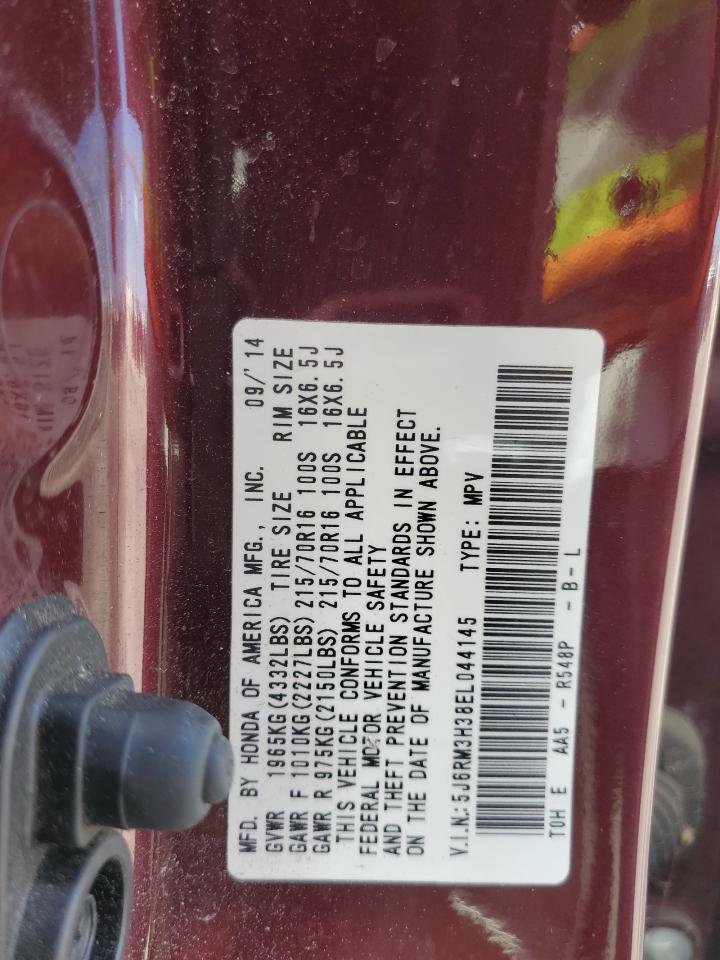 MFD. BY HONDA OF AMERICA MFG., INC. 09/'14
GVWR 1965KG(4332LBS) TIRE SIZE RIM SIZE
GAWR F 1010KG(2227LBS) 215/70R16 100S 16X6.5J
GAWR R 975KG(2150LBS) 215/70R16 100S 16X6.5J
THIS VEHICLE CONFORMS TO ALL APPLICABLE
FEDERAL MOTOR VEHICLE SAFETY
AND THEFT PREVENTION STANDARDS IN EFFECT
ON THE DATE OF MANUFACTURE SHOWN ABOVE.
V.I.N.: 5J6RM3H38EL044145 TYPE: MPV
TOH E AA5 - R548P - B - L